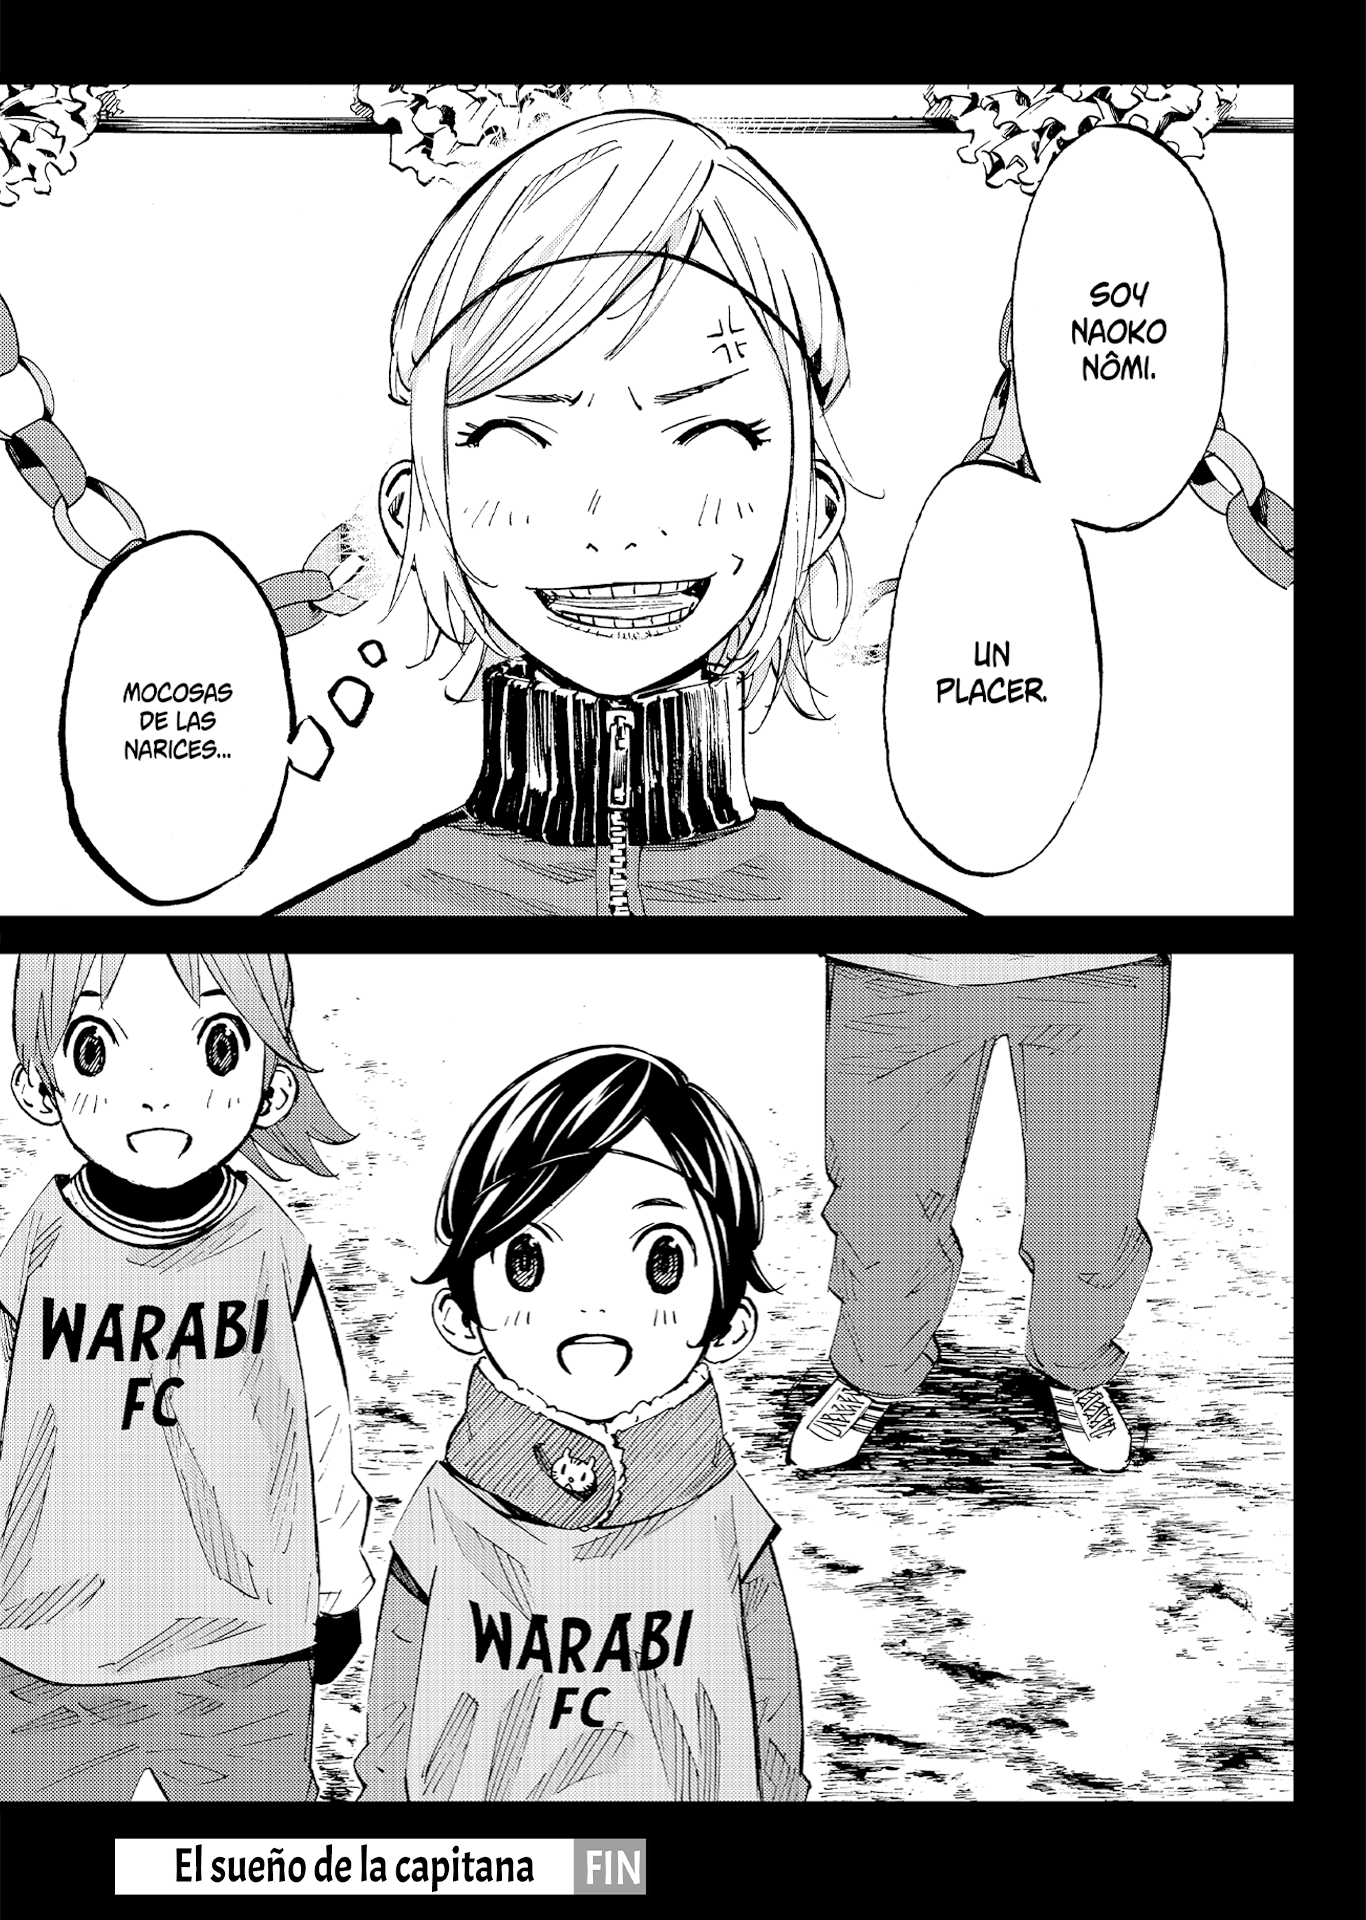 SOY
NAOKO
NÔMI.
UN
PLACER.
MOCOSAS
DE LAS
NARICES...
WARABI
FC
WARABI
FC
El sueño de la capitana FIN